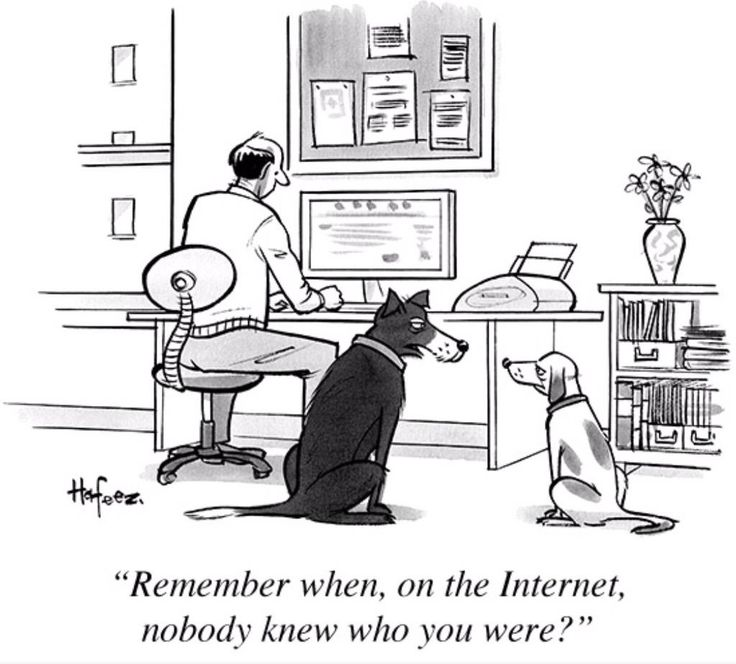 Hafeez.
“Remember when, on the Internet,
nobody knew who you were?”